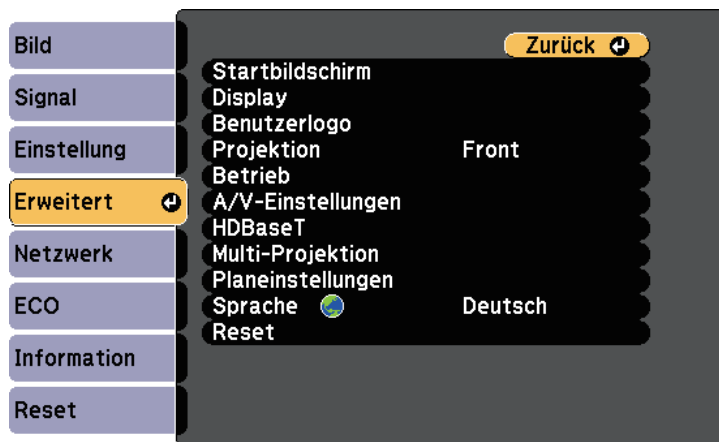 Bild
Signal
Einstellung
Erweitert
Netzwerk
ECO
Information
Reset
Zurück
Startbildschirm
Display
Benutzerlogo
Projektion Front
Betrieb
A/V-Einstellungen
HDBaseT
Multi-Projektion
Planeinstellungen
Sprache Deutsch
Reset